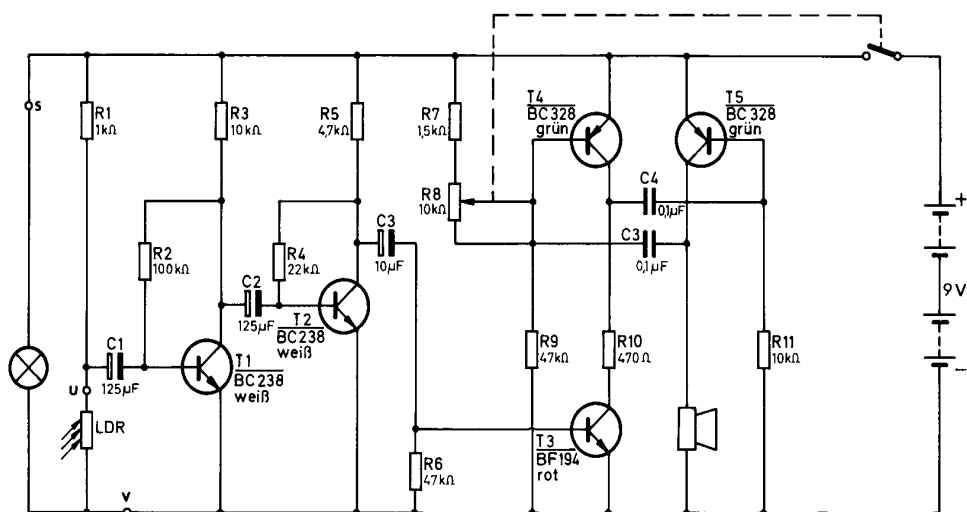 S
R1
1kΩ
R3
10kΩ
R5
4,7kΩ
R7
1,5kΩ
T4
BC328
grün
T5
BC328
grün
R8
10kΩ
C4
0,1µF
+
R2
100kΩ
C2
125µF
R4
22kΩ
C3
10µF
C3
0,1µF
9V
T2
BC238
weiß
C1
125µF
U
T1
BC238
weiß
R9
47kΩ
R10
470Ω
R11
10kΩ
−
LDR
T3
BF194
rot
R6
47kΩ
V